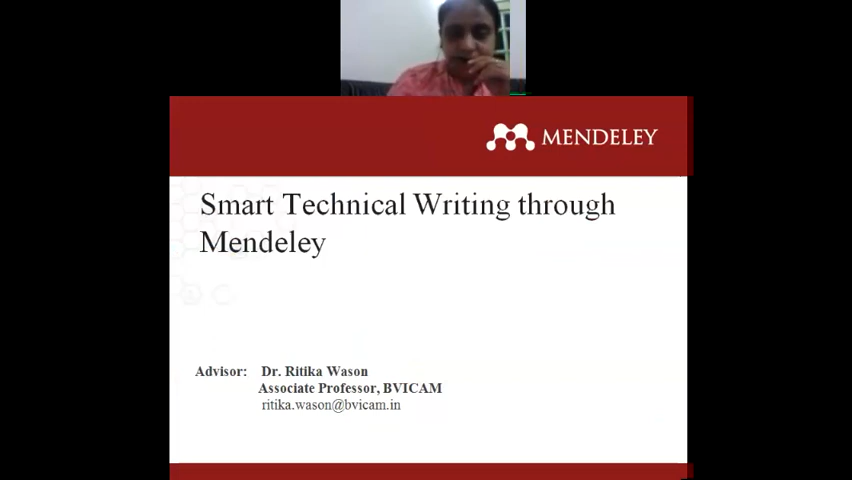 MENDELEY
Smart Technical Writing through
Mendeley
Advisor: Dr. Ritika Wason
Associate Professor, BVICAM
ritika.wason@bvicam.in